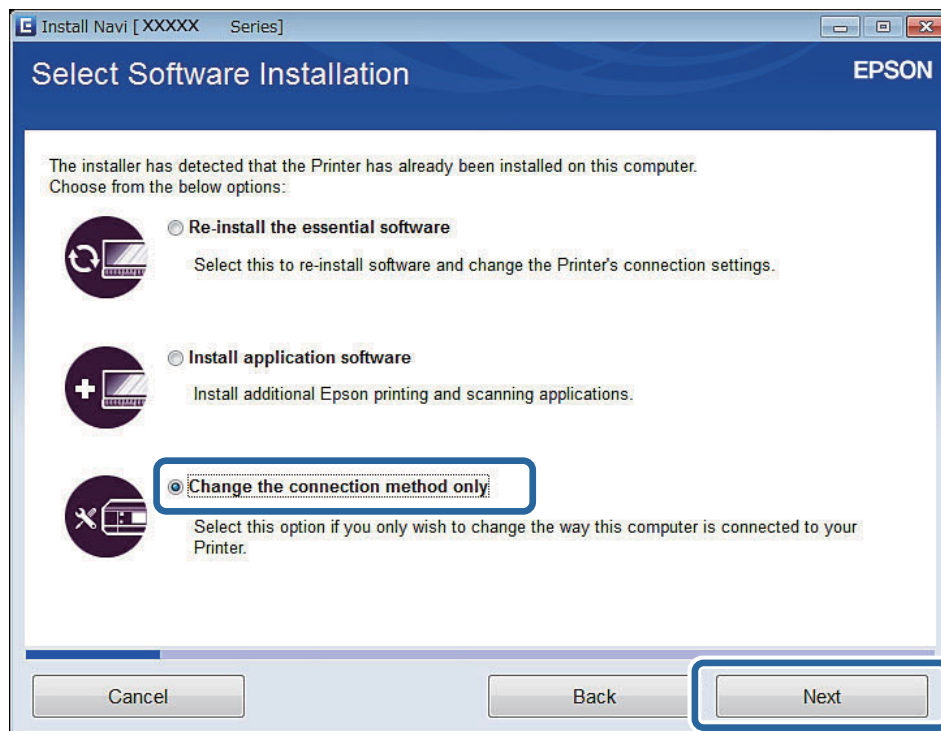 Install Navi [ XXXXX Series]
Select Software Installation
EPSON
The installer has detected that the Printer has already been installed on this computer.
Choose from the below options:
Re-install the essential software
Select this to re-install software and change the Printer's connection settings.
Install application software
Install additional Epson printing and scanning applications.
Change the connection method only
Select this option if you only wish to change the way this computer is connected to your
Printer.
Cancel
Back
Next